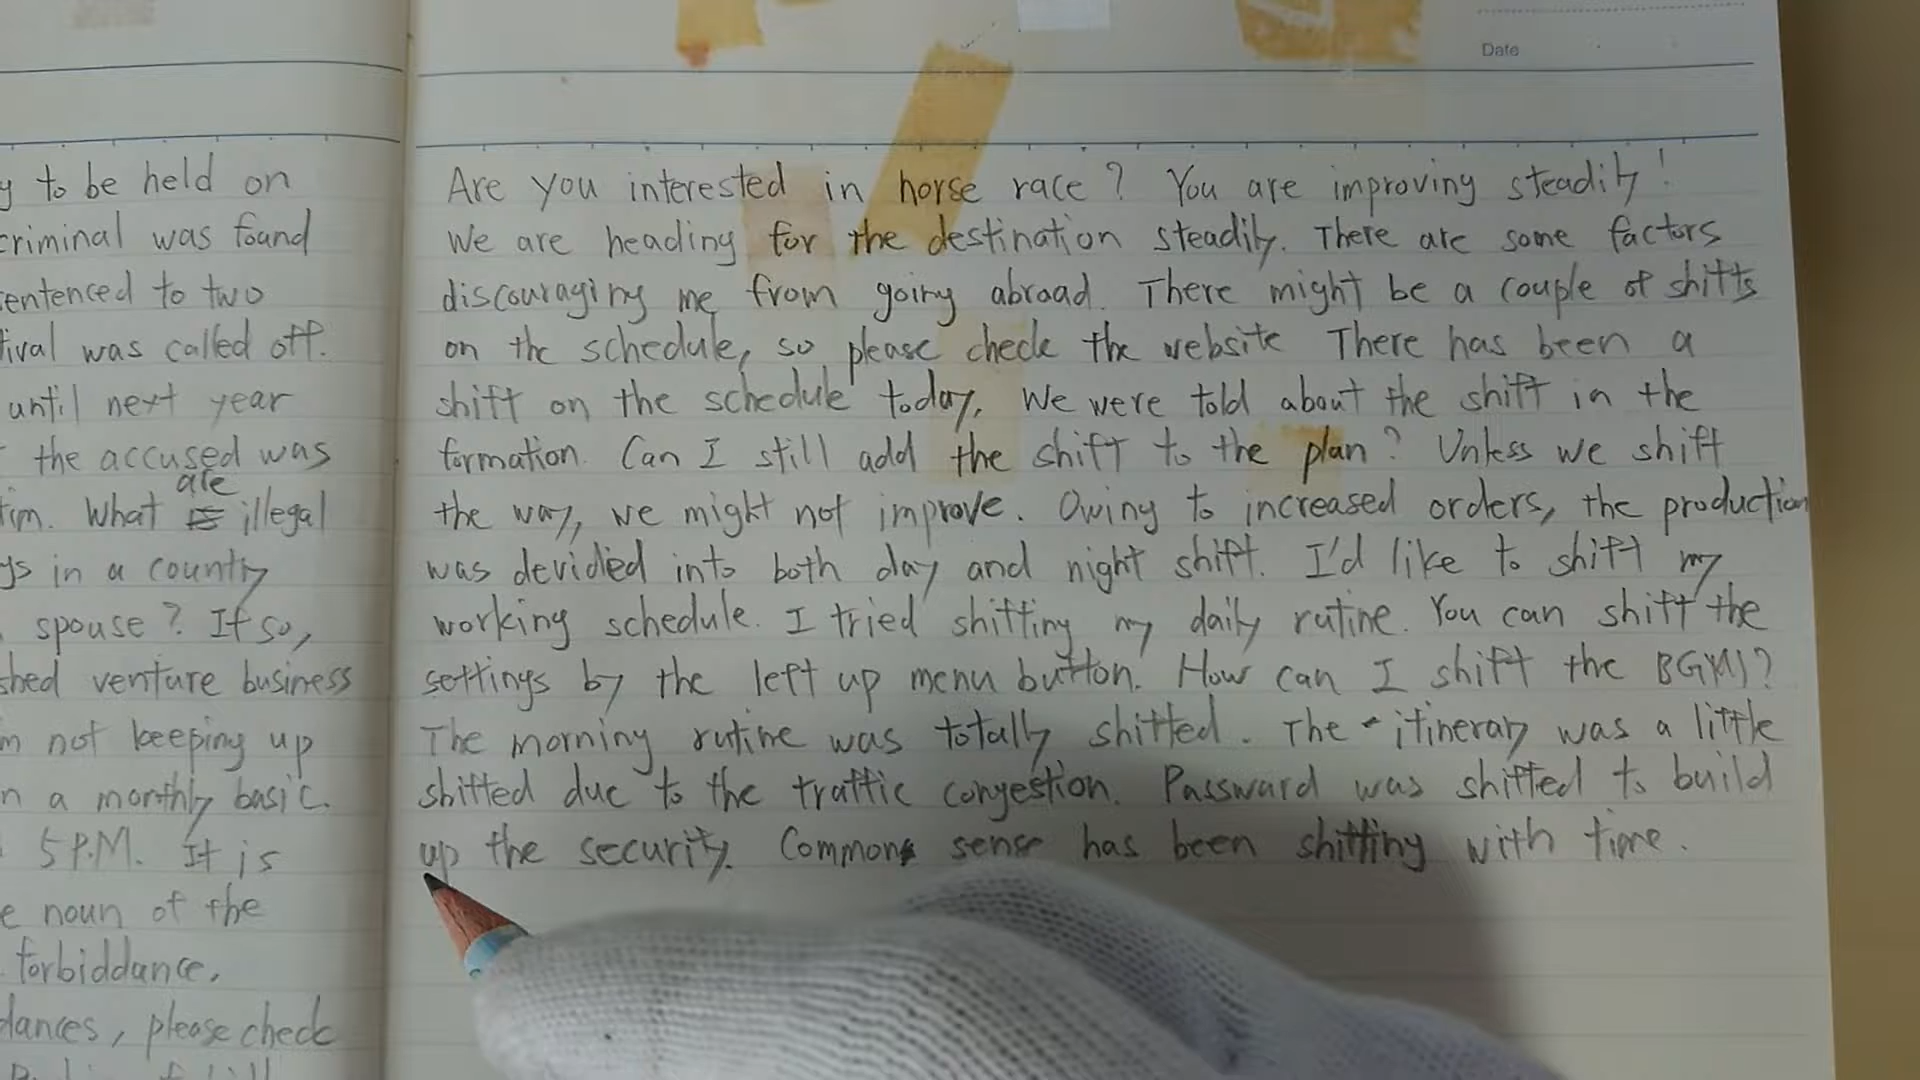 Date
y to be held on
criminal was found
sentenced to two
tival was called off.
until next year
the accused was
are
tim. What is illegal
ys in a country
spouse? If so,
shed venture business
m not keeping up
n a monthly basic.
5 P.M. It is
e noun of the
forbiddance.
dances, please check
Are you interested in horse race? You are improving steadily!
We are heading for the destination steadily. There are some factors
discouraging me from going abroad. There might be a couple of shifts
on the schedule, so please check the website There has been a
shift on the schedule today. We were told about the shift in the
formation. Can I still add the shift to the plan? Unless we shift
the way, we might not improve. Owing to increased orders, the production
was devided into both day and night shift. I'd like to shift my
working schedule. I tried shifting my daily rutine. You can shift the
settings by the left up menu button. How can I shift the BGM?
The morning rutine was totally shifted. The itinerary was a little
shifted due to the traffic congestion. Passward was shifted to build
up the security. Common sense has been shifting with time.